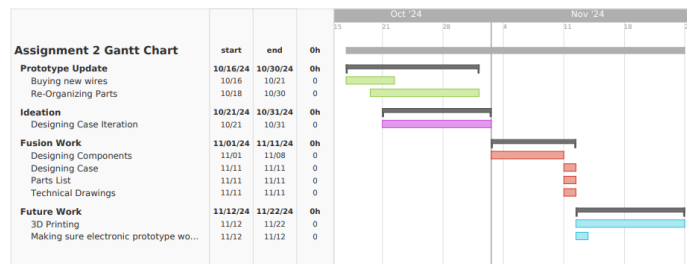 Oct '24 Nov '24
15 21 28 4 11 18 2
Assignment 2 Gantt Chart start end 0h
Prototype Update 10/16/24 10/30/24 0h
Buying new wires 10/16 10/21 0
Re-Organizing Parts 10/18 10/30 0
Ideation 10/21/24 10/31/24 0h
Designing Case Iteration 10/21 10/31 0
Fusion Work 11/01/24 11/11/24 0h
Designing Components 11/01 11/08 0
Designing Case 11/11 11/11 0
Parts List 11/11 11/11 0
Technical Drawings 11/11 11/11 0
Future Work 11/12/24 11/22/24 0h
3D Printing 11/12 11/22 0
Making sure electronic prototype wo... 11/12 11/12 0